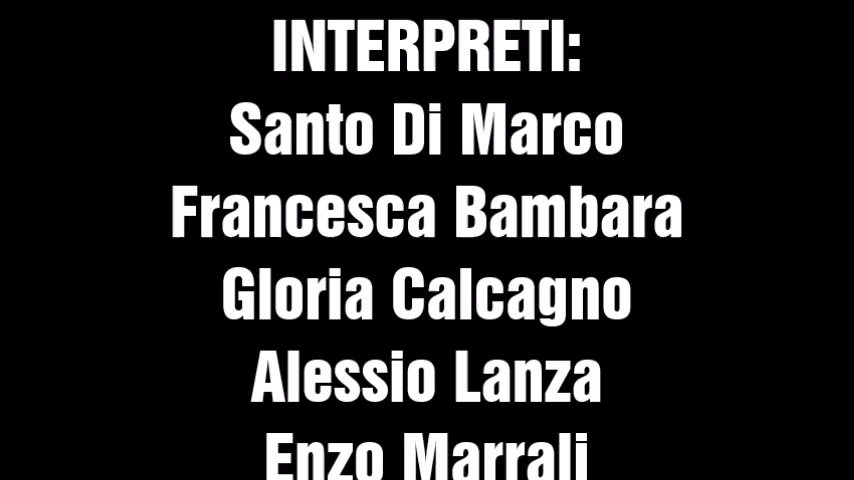 INTERPRETI:
Santo Di Marco
Francesca Bambara
Gloria Calcagno
Alessio Lanza
Enzo Marrali